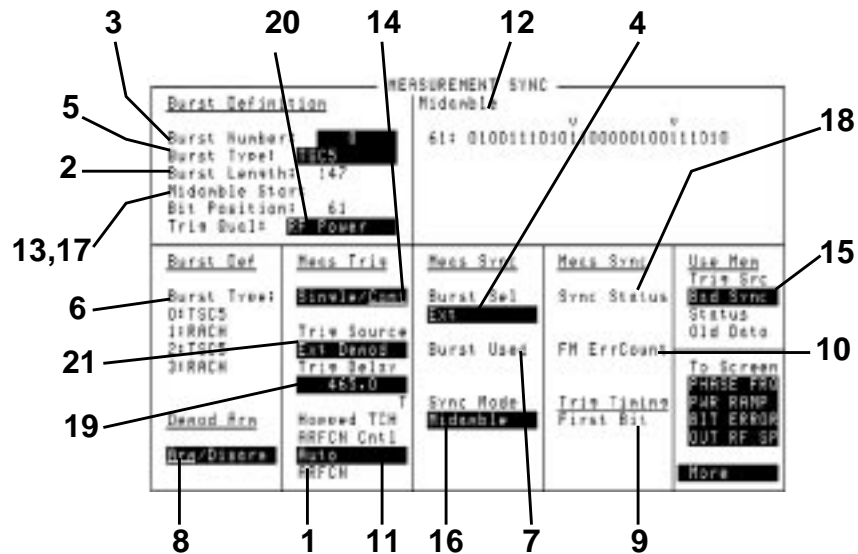 3 20 14 12 4
5 18
2
13,17 15
6
21 10
19
8 1 11 16 7 9
MEASUREMENT SYNC
Burst Definition
Burst Number: 0
Burst Type: TSC5
Burst Length: 147
Midamble Start
Bit Position: 61
Trig Qual: RF Power
Midamble
v v
61: 01001110101100000100111010
Burst Def
Burst Type:
0:TSC5
1:RACH
2:TSC5
3:RACH
Demod Arm
Arm/Disarm
Meas Trig
Single/Cont
Trig Source
Ext Demod
Trig Delay
465.0
T
Hopped TCH
ARFCN Cntl
Auto
ARFCN
Meas Sync
Burst Sel
Ext
Burst Used
Sync Mode
Midamble
Meas Sync
Sync Status
FM ErrCount
Trig Timing
First Bit
Use Men
Trig Src
Bad Sync
Status
Old Data
To Screen
PHASE FRQ
PWR RAMP
BIT ERROR
OUT RF SP
More